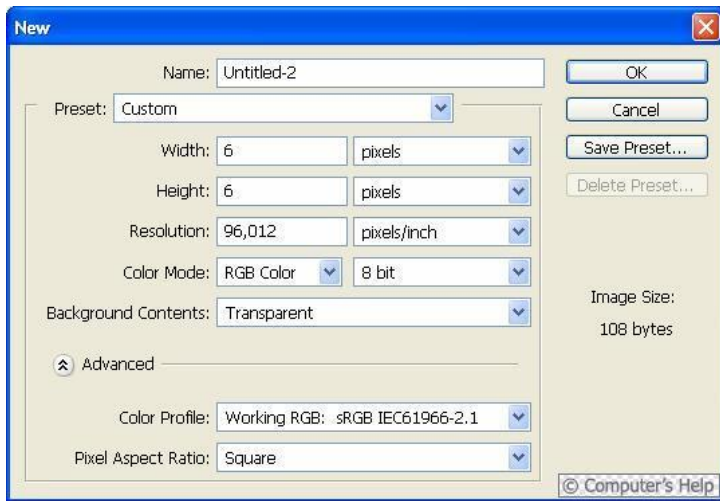 New
Name: Untitled-2
OK
Preset: Custom
Cancel
Width: 6 pixels
Save Preset...
Height: 6 pixels
Delete Preset...
Resolution: 96,012 pixels/inch
Color Mode: RGB Color 8 bit
Background Contents: Transparent
Image Size:
108 bytes
Advanced
Color Profile: Working RGB: sRGB IEC61966-2.1
Pixel Aspect Ratio: Square
© Computer's Help